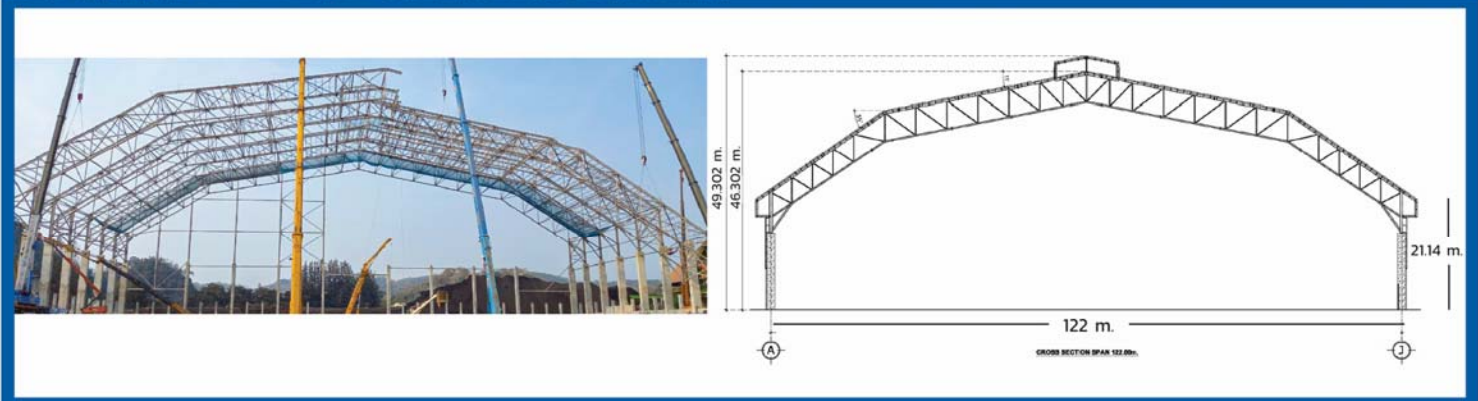 49.302 m.
46.302 m.
21.14 m.
122 m.
A
J
CROSS SECTION SPAN 122.00m.